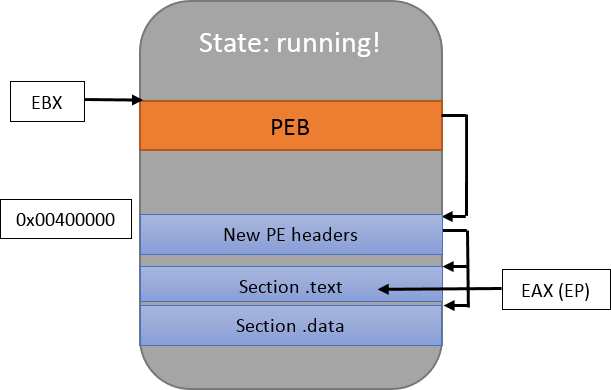 State: running!
EBX
PEB
0x00400000
New PE headers
Section .text
EAX (EP)
Section .data